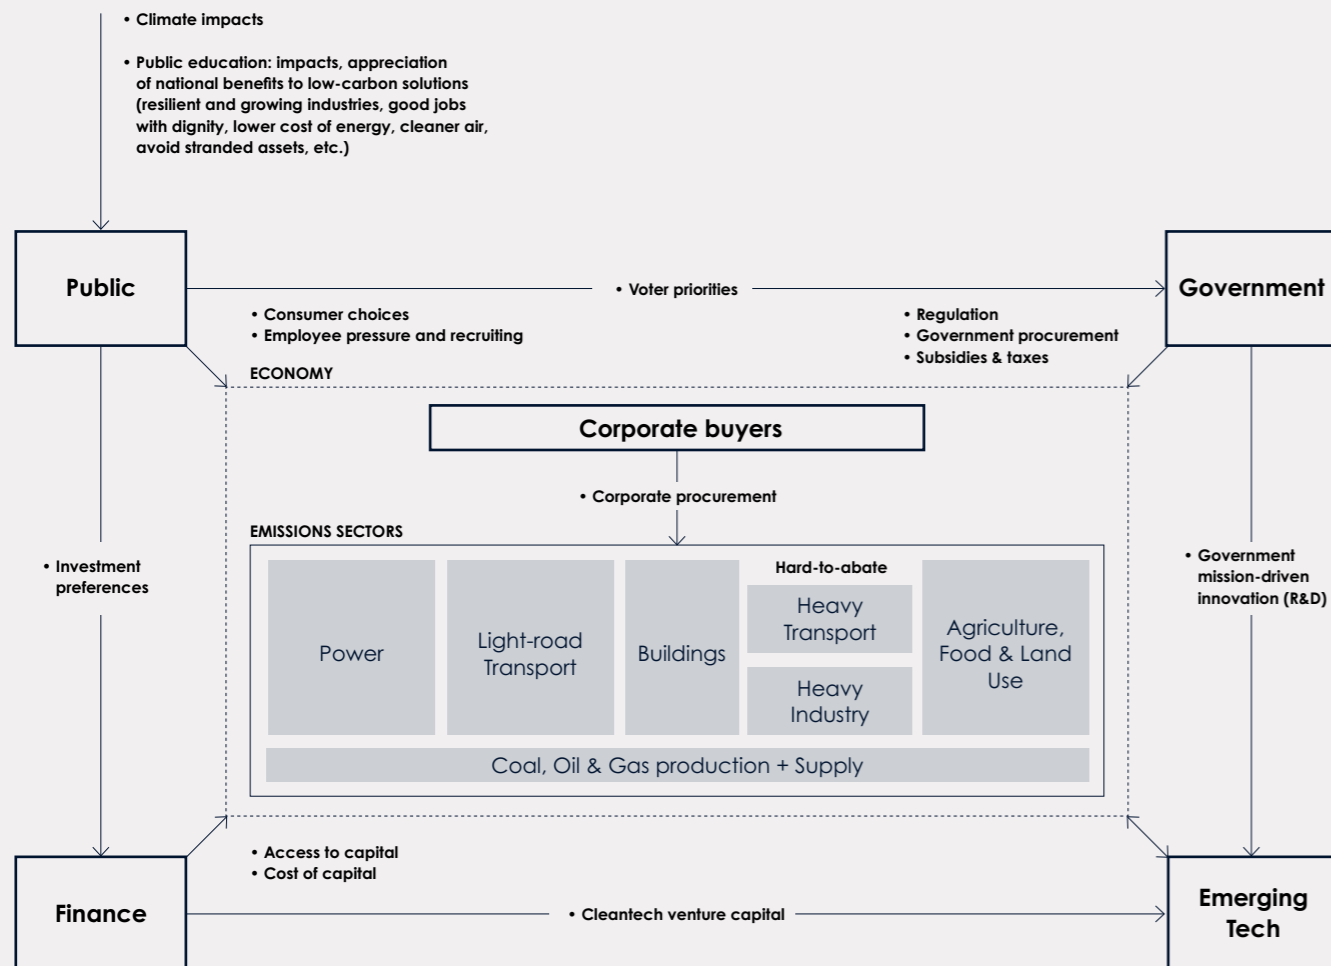 • Climate impacts
• Public education: impacts, appreciation
of national benefits to low-carbon solutions
(resilient and growing industries, good jobs
with dignity, lower cost of energy, cleaner air,
avoid stranded assets, etc.)
Public
• Voter priorities
Government
• Consumer choices
• Employee pressure and recruiting
• Regulation
• Government procurement
• Subsidies & taxes
ECONOMY
Corporate buyers
• Corporate procurement
EMISSIONS SECTORS
• Investment
preferences
Power
Light-road
Transport
Buildings
Hard-to-abate
Heavy
Transport
Heavy
Industry
Agriculture,
Food & Land
Use
Coal, Oil & Gas production + Supply
• Government
mission-driven
innovation (R&D)
• Access to capital
• Cost of capital
Finance
• Cleantech venture capital
Emerging
Tech